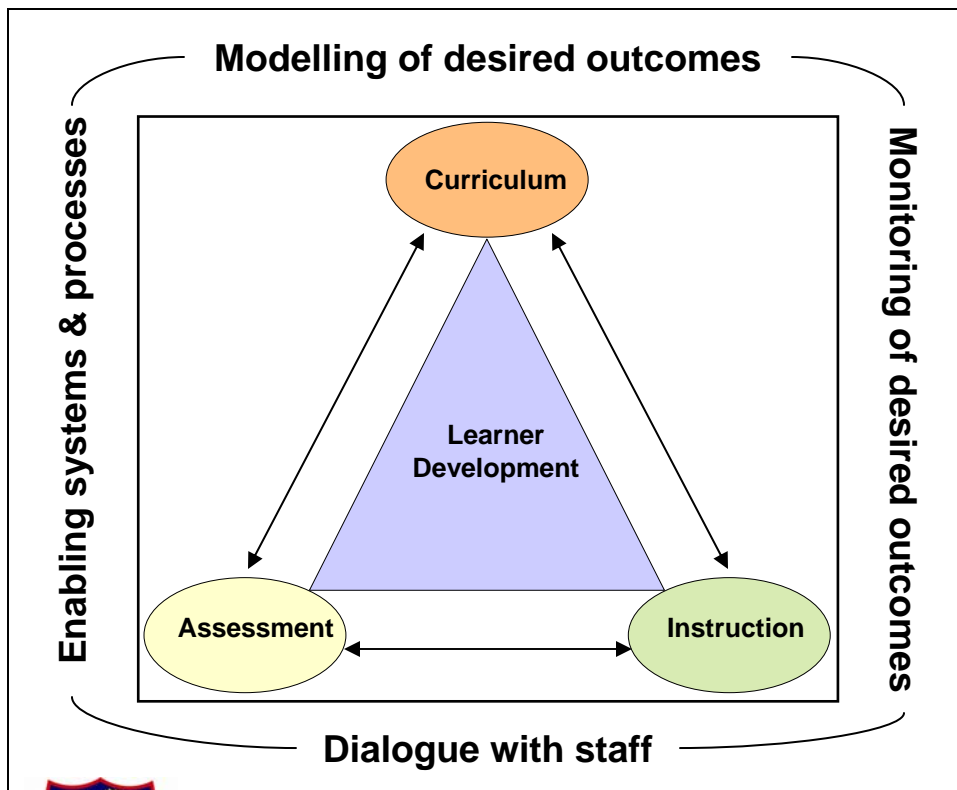 Modelling of desired outcomes
Enabling systems & processes
Monitoring of desired outcomes
Curriculum
Learner
Development
Assessment
Instruction
Dialogue with staff